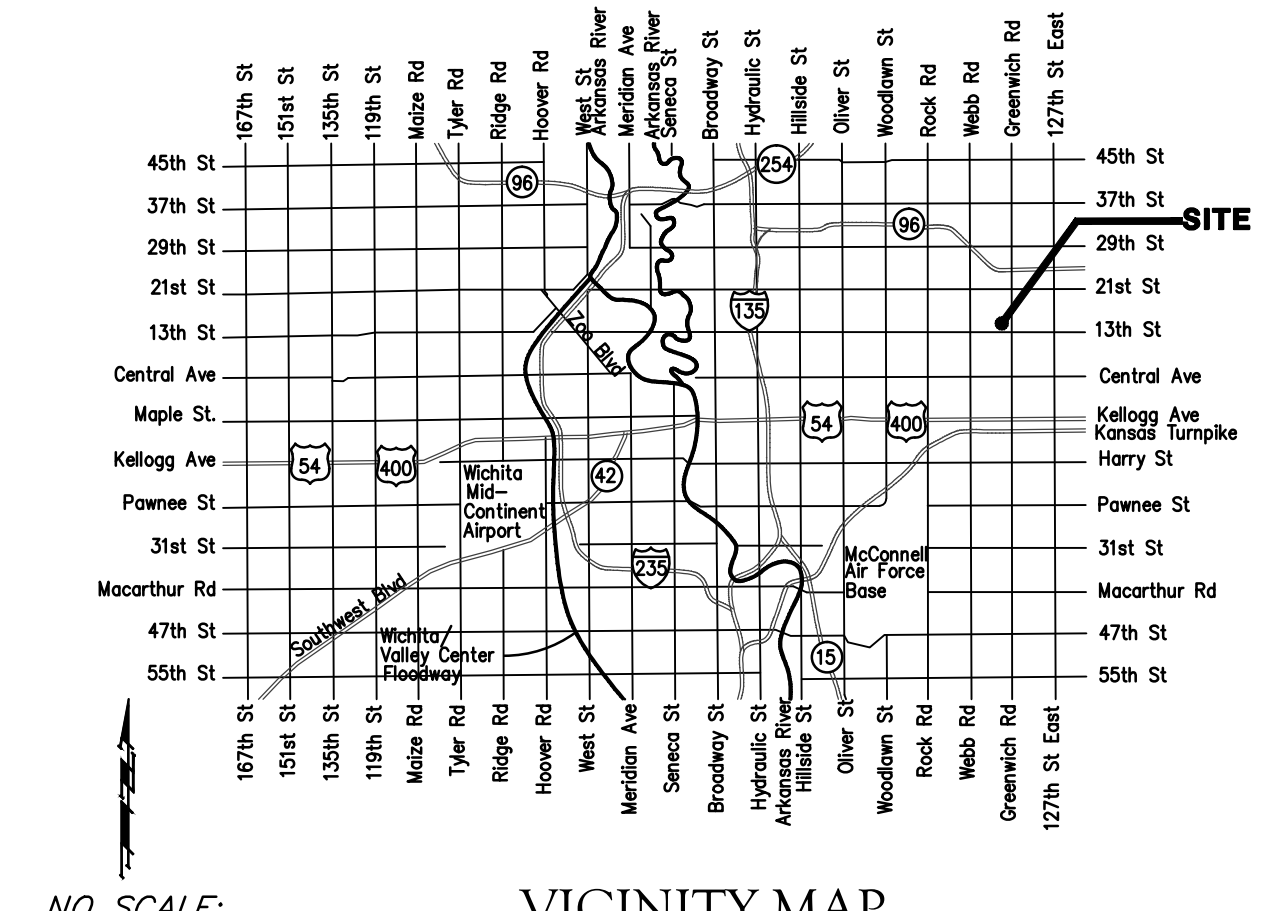 167th St
151st St
135th St
119th St
Maize Rd
Tyler Rd
Ridge Rd
Hoover Rd
West St
Arkansas River
Meridian Ave
Arkansas River
Seneca St
Broadway St
Hydraulic St
Hillside St
Oliver St
Woodlawn St
Rock Rd
Webb Rd
Greenwich Rd
127th St East
45th St
254
45th St
96
37th St
37th St
SITE
96
29th St
29th St
21st St
21st St
135
13th St
Zoo Blvd
13th St
Central Ave
Central Ave
Maple St.
54
400
Kellogg Ave
Kansas Turnpike
Kellogg Ave
54
400
Harry St
Wichita
Mid-
Continent
Airport
42
Pawnee St
Pawnee St
31st St
31st St
235
McConnell
Air Force
Base
Macarthur Rd
Macarthur Rd
Southwest Blvd
47th St
Wichita/
Valley Center
Floodway
47th St
15
55th St
55th St
167th St
151st St
135th St
119th St
Maize Rd
Tyler Rd
Ridge Rd
Hoover Rd
West St
Meridian Ave
Seneca St
Broadway St
Hydraulic St
Arkansas River
Hillside St
Oliver St
Woodlawn St
Rock Rd
Webb Rd
Greenwich Rd
127th St East
NO SCALE:
VICINITY MAP